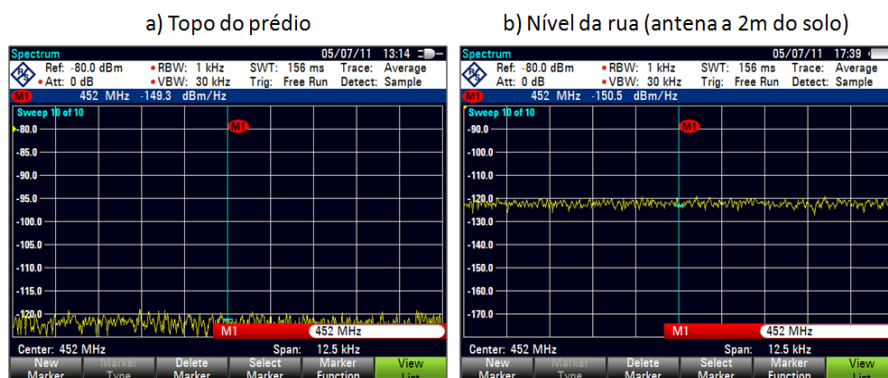 a) Topo do prédio
Spectrum 05/07/11 13:14
Ref: -80.0 dBm RBW: 1 kHz SWT: 156 ms Trace: Average
Att: 0 dB VBW: 30 kHz Trig: Free Run Detect: Sample
M1 452 MHz -149.3 dBm/Hz
Sweep 10 of 10
M1
-80.0
-85.0
-90.0
-95.0
-100.0
-105.0
-110.0
-115.0
-120.0
M1 452 MHz
Center: 452 MHz Span: 12.5 kHz
New Marker
Marker Type
Delete Marker
Select Marker
Marker Function
View List
b) Nível da rua (antena a 2m do solo)
Spectrum 05/07/11 17:39
Ref: -80.0 dBm RBW: 1 kHz SWT: 156 ms Trace: Average
Att: 0 dB VBW: 30 kHz Trig: Free Run Detect: Sample
M1 452 MHz -150.5 dBm/Hz
Sweep 10 of 10
M1
-90.0
-100.0
-110.0
-120.0
-130.0
-140.0
-150.0
-160.0
-170.0
M1 452 MHz
Center: 452 MHz Span: 12.5 kHz
New Marker
Marker Type
Delete Marker
Select Marker
Marker Function
View List